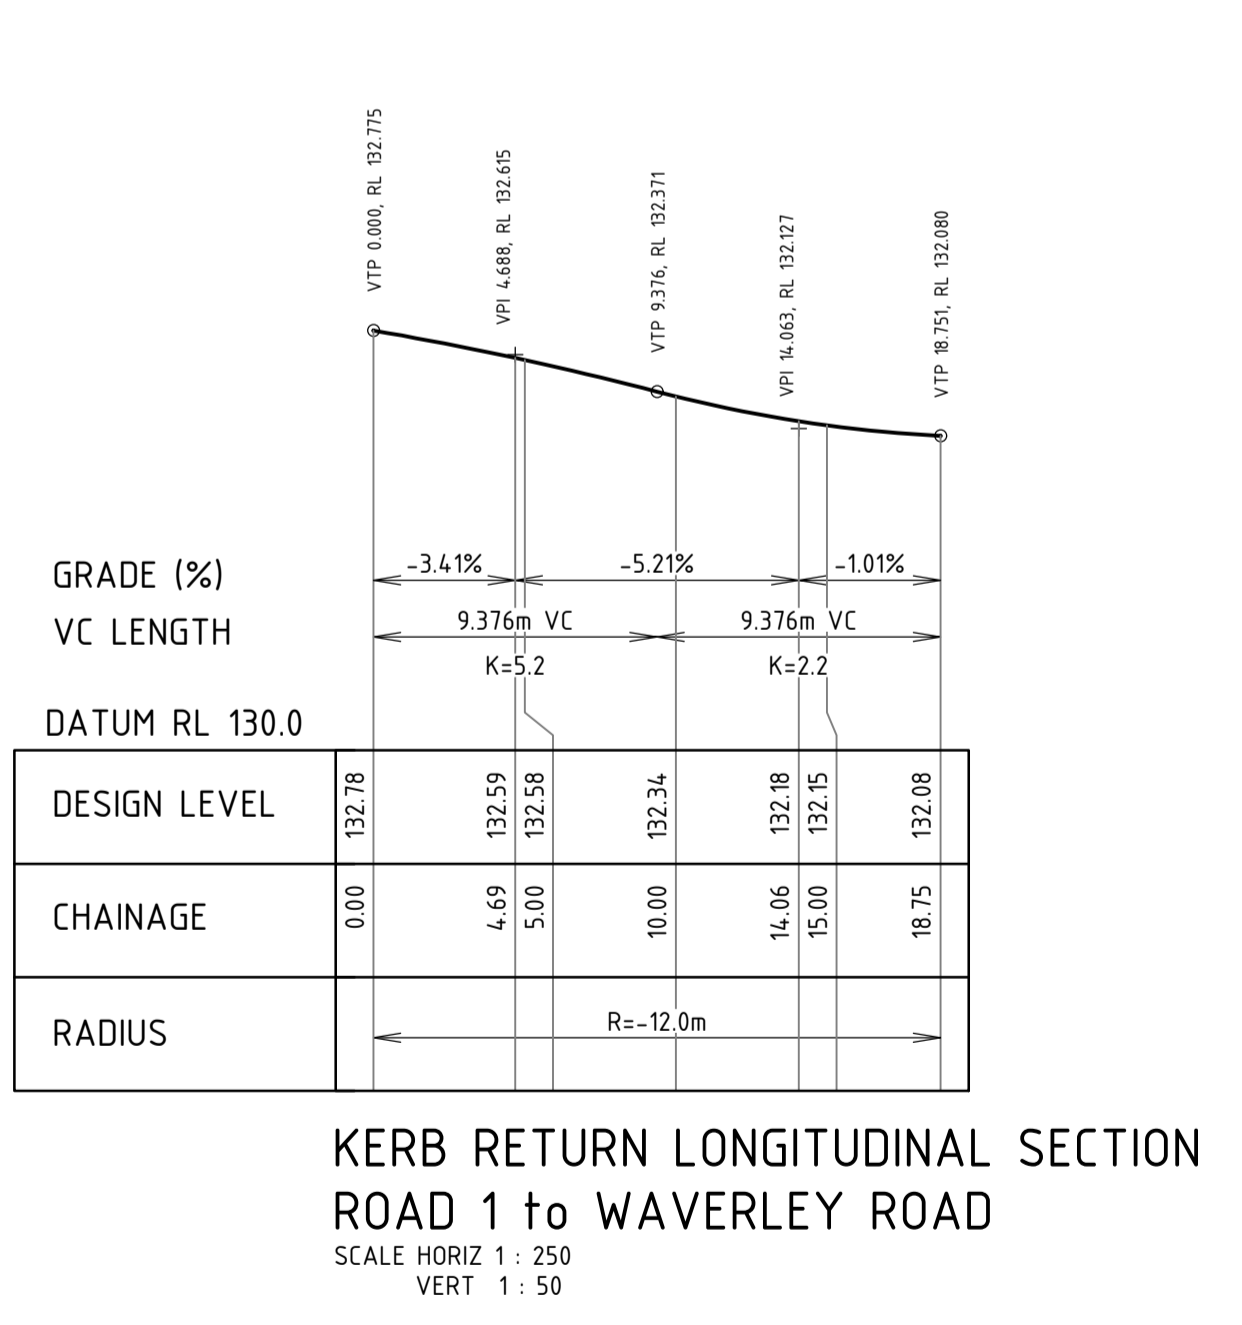 VTP 0.000, RL 132.775
VPI 4.688, RL 132.615
VTP 9.376, RL 132.371
VPI 14.063, RL 132.127
VTP 18.751, RL 132.080
GRADE (%)
-3.41%
-5.21%
-1.01%
VC LENGTH
9.376m VC
9.376m VC
K=5.2
K=2.2
DATUM RL 130.0
DESIGN LEVEL
132.78
132.59
132.58
132.34
132.18
132.15
132.08
CHAINAGE
0.00
4.69
5.00
10.00
14.06
15.00
18.75
RADIUS
R=-12.0m
KERB RETURN LONGITUDINAL SECTION
ROAD 1 to WAVERLEY ROAD
SCALE HORIZ 1 : 250
VERT 1 : 50